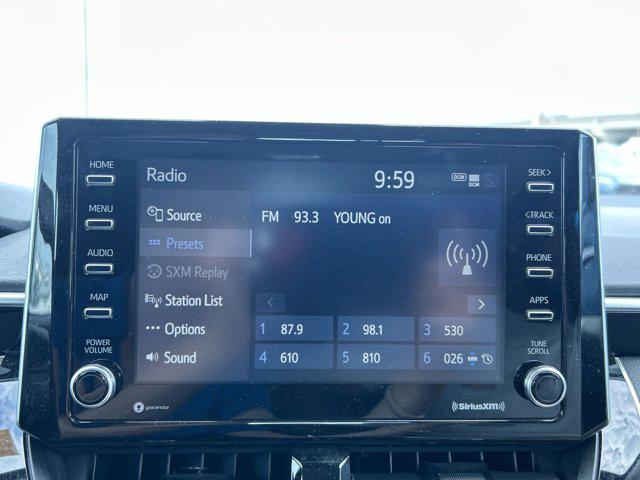 HOME
MENU
AUDIO
MAP
POWER
VOLUME
gracenote
Radio
9:59
DCM
DCM
Source
Presets
SXM Replay
Station List
Options
Sound
FM 93.3 YOUNG on
1 87.9
2 98.1
3 530
4 610
5 810
6 026 sxm
SEEK>
<TRACK
PHONE
APPS
TUNE
SCROLL
((SiriusXM))